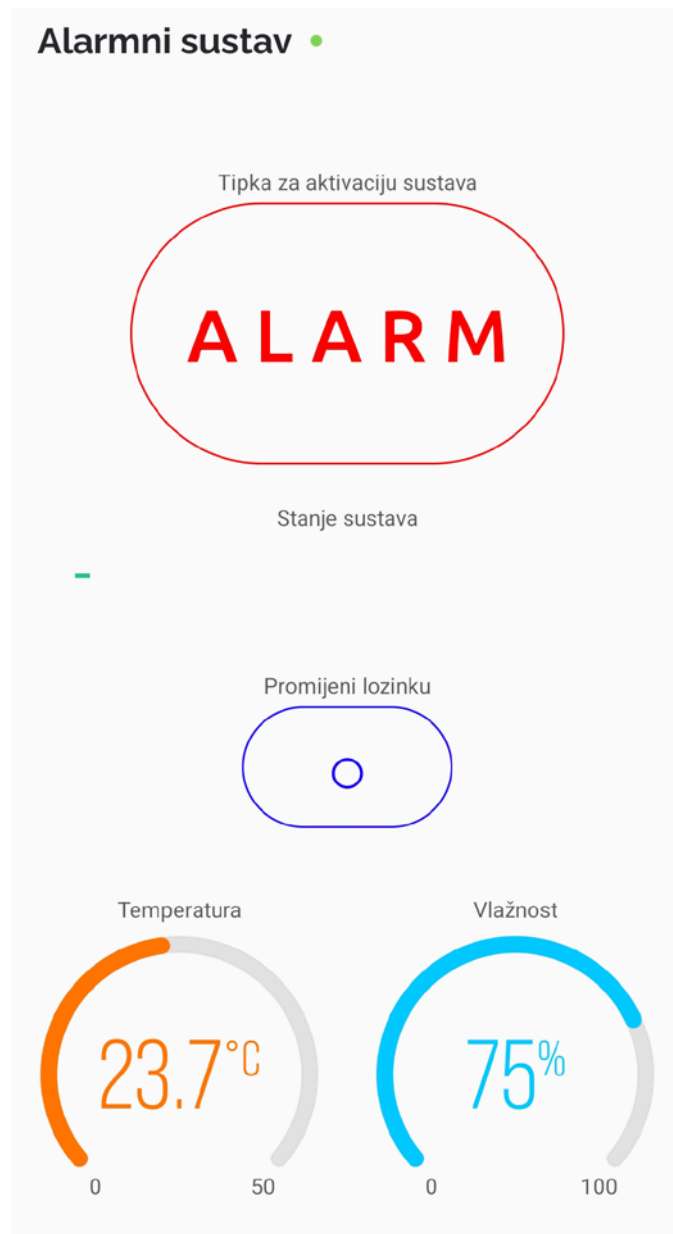 Alarmni sustav
Tipka za aktivaciju sustava
ALARM
Stanje sustava
-
Promijeni lozinku
Temperatura
Vlažnost
23.7°C
75%
0
50
0
100